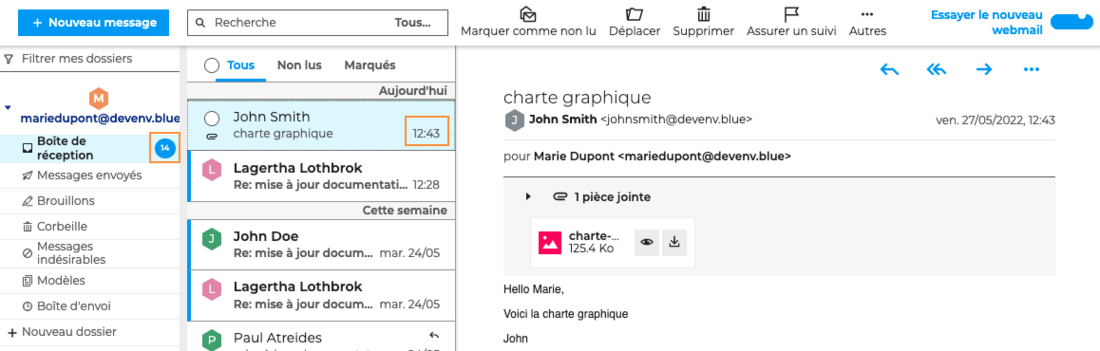 + Nouveau message
Recherche Tous...
Marquer comme non lu
Déplacer
Supprimer
Assurer un suivi
Autres
Essayer le nouveau
webmail
Filtrer mes dossiers
M
mariedupont@devenv.blue
Boîte de
réception
14
Messages envoyés
Brouillons
Corbeille
Messages
indésirables
Modèles
Boîte d'envoi
+ Nouveau dossier
Tous Non lus Marqués
Aujourd'hui
John Smith
charte graphique 12:43
L
Lagertha Lothbrok
Re: mise à jour documentati... 12:28
Cette semaine
J
John Doe
Re: mise à jour docum... mar. 24/05
L
Lagertha Lothbrok
Re: mise à jour docum... mar. 24/05
P
Paul Atreides
charte graphique
J
John Smith <johnsmith@devenv.blue> ven. 27/05/2022, 12:43
pour Marie Dupont <mariedupont@devenv.blue>
1 pièce jointe
charte-...
125.4 Ko
Hello Marie,
Voici la charte graphique
John